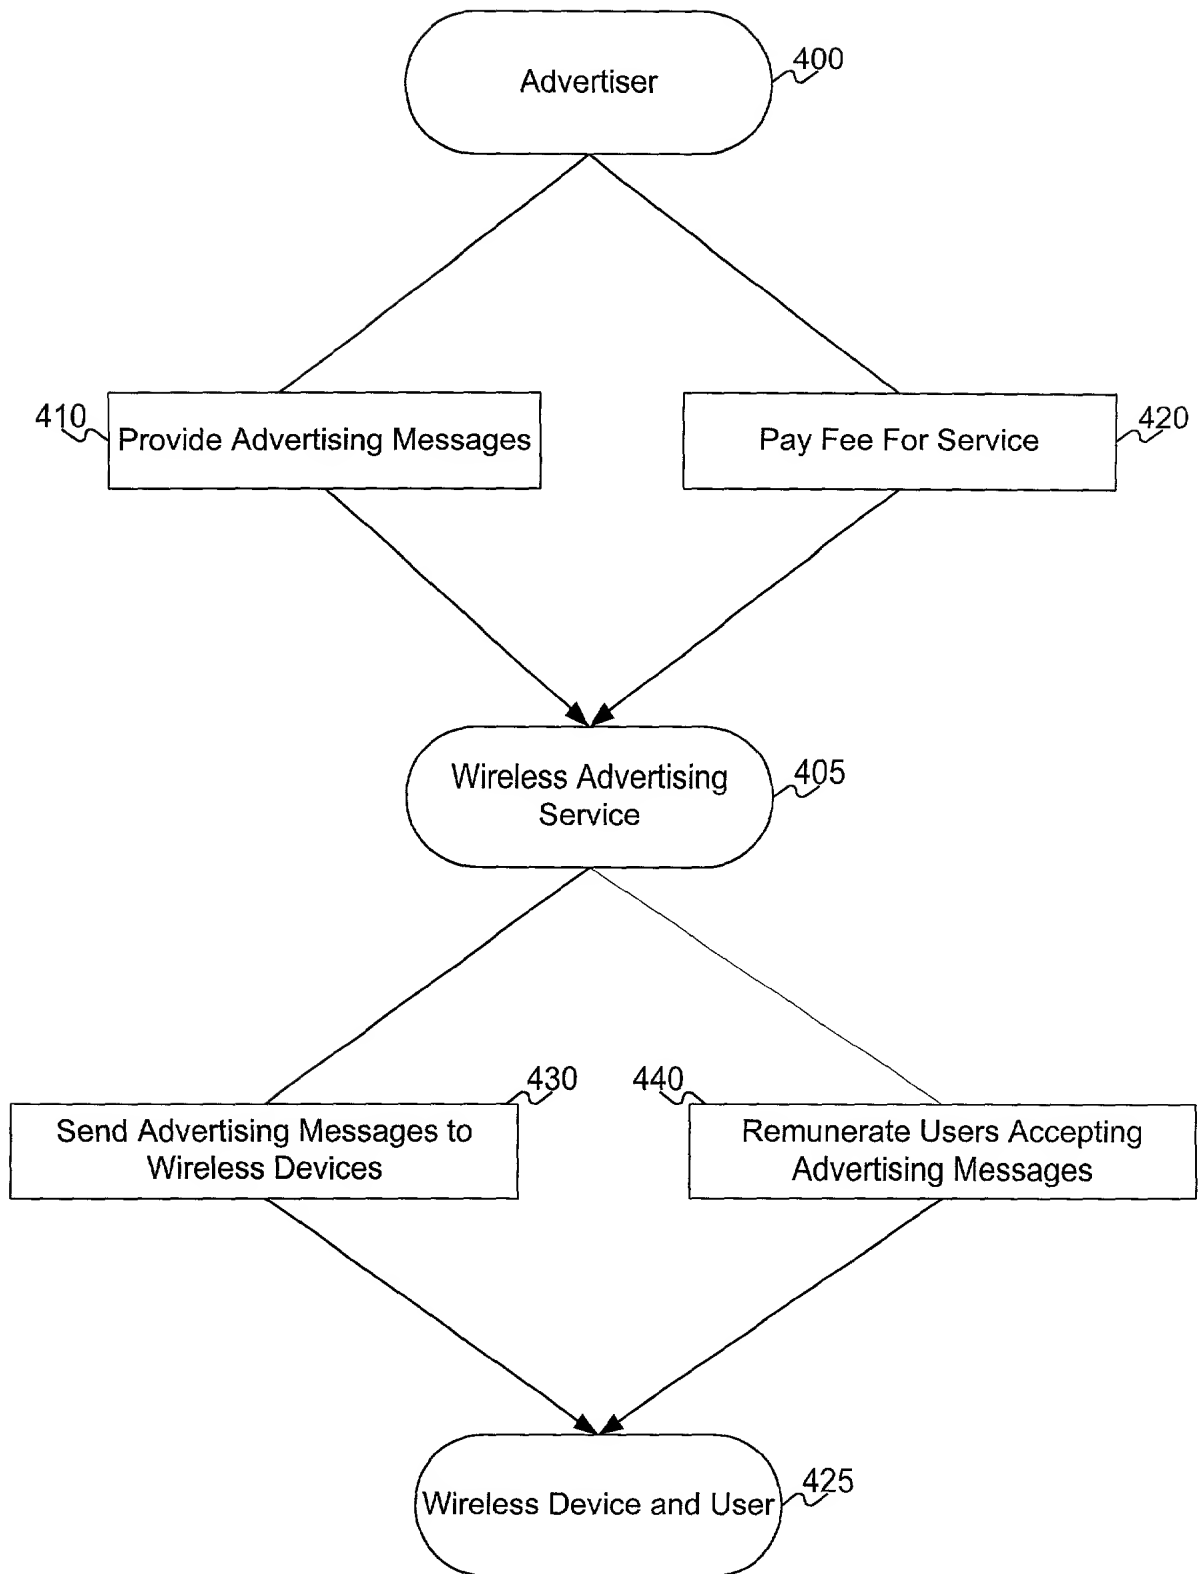 400
Advertiser
410
Provide Advertising Messages
Pay Fee For Service
420
Wireless Advertising
Service
405
430
Send Advertising Messages to
Wireless Devices
440
Remunerate Users Accepting
Advertising Messages
Wireless Device and User
425